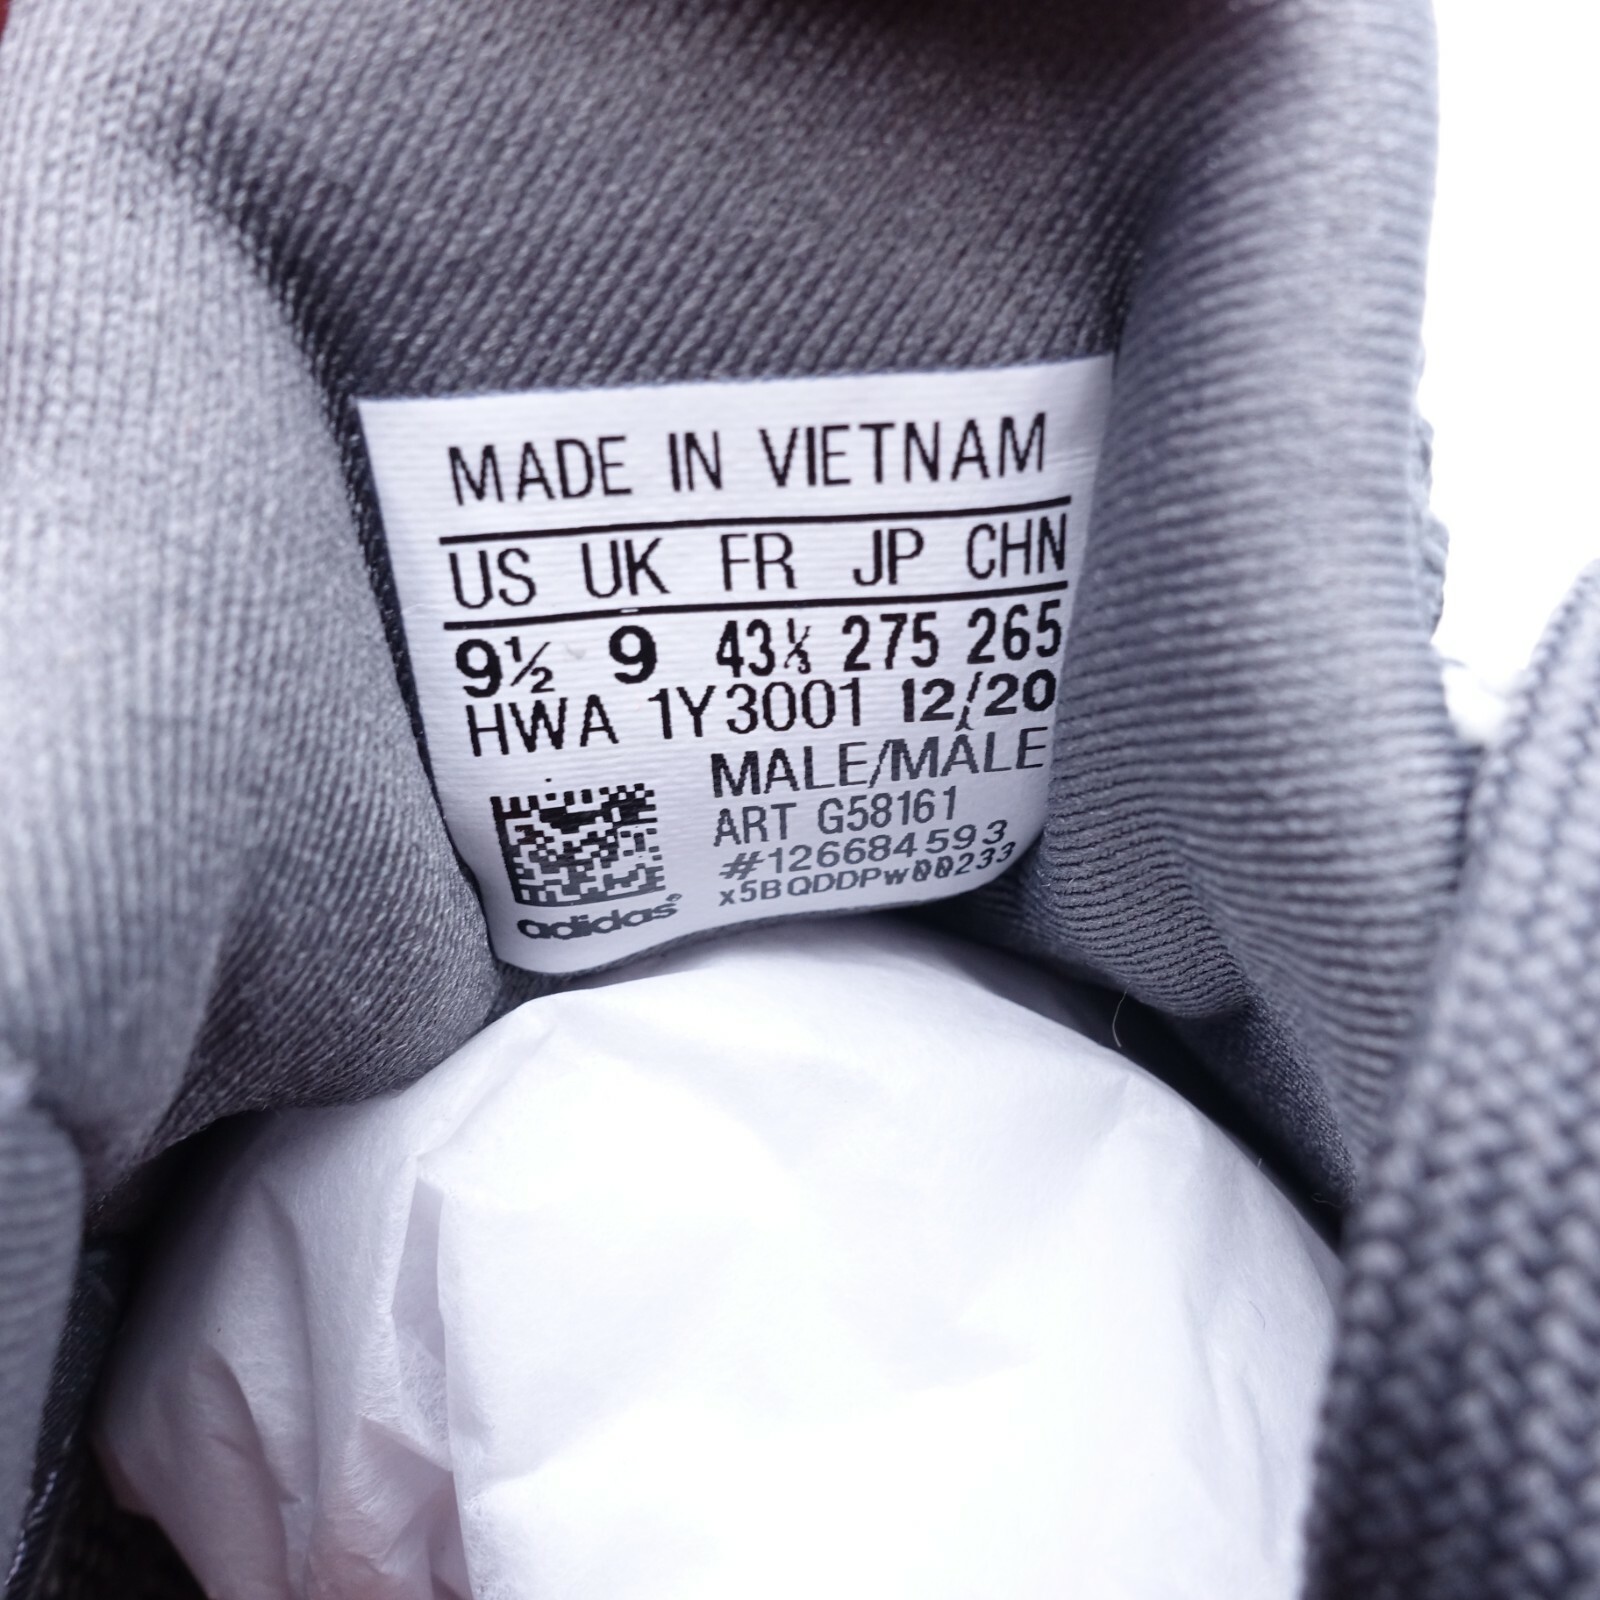 MADE IN VIETNAM
US UK FR JP CHN
9½ 9 43⅓ 275 265
HWA 1Y3001 12/20
MALE/MÂLE
ART G58161
#126684593
x5BQDDPw00233
adidas®